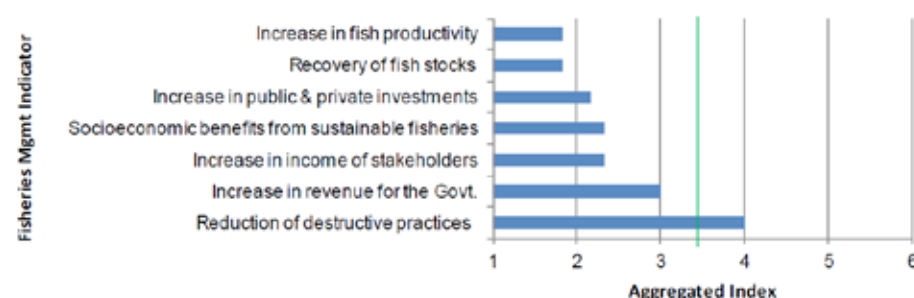 Fisheries Mgmt Indicator
Increase in fish productivity
Recovery of fish stocks
Increase in public & private investments
Socioeconomic benefits from sustainable fisheries
Increase in income of stakeholders
Increase in revenue for the Govt.
Reduction of destructive practices
1 2 3 4 5 6
Aggregated Index